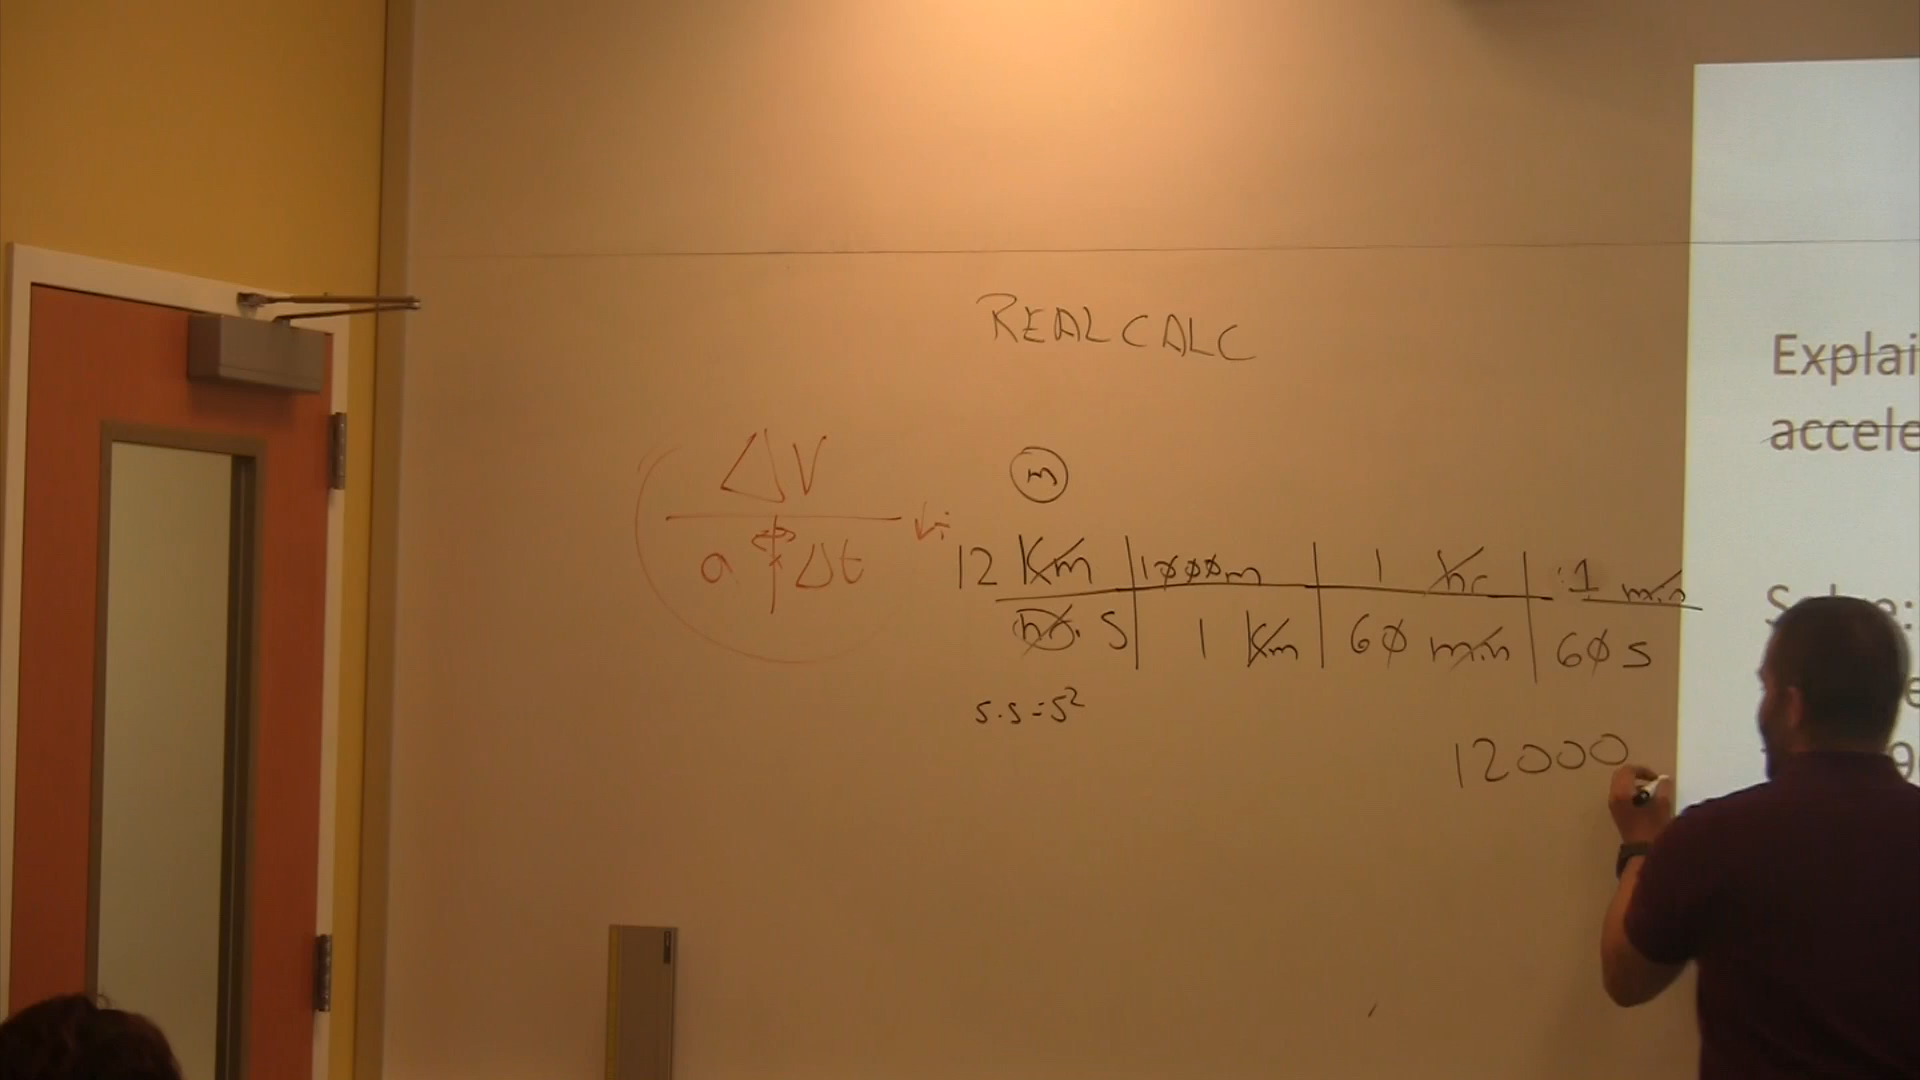 REALCALC
ΔV
a Δt
m
12 Km | 1000m | 1 hr | 1 min
hr. s | 1 Km | 60 min | 60 s
s.s=s²
12000
Explai
accele